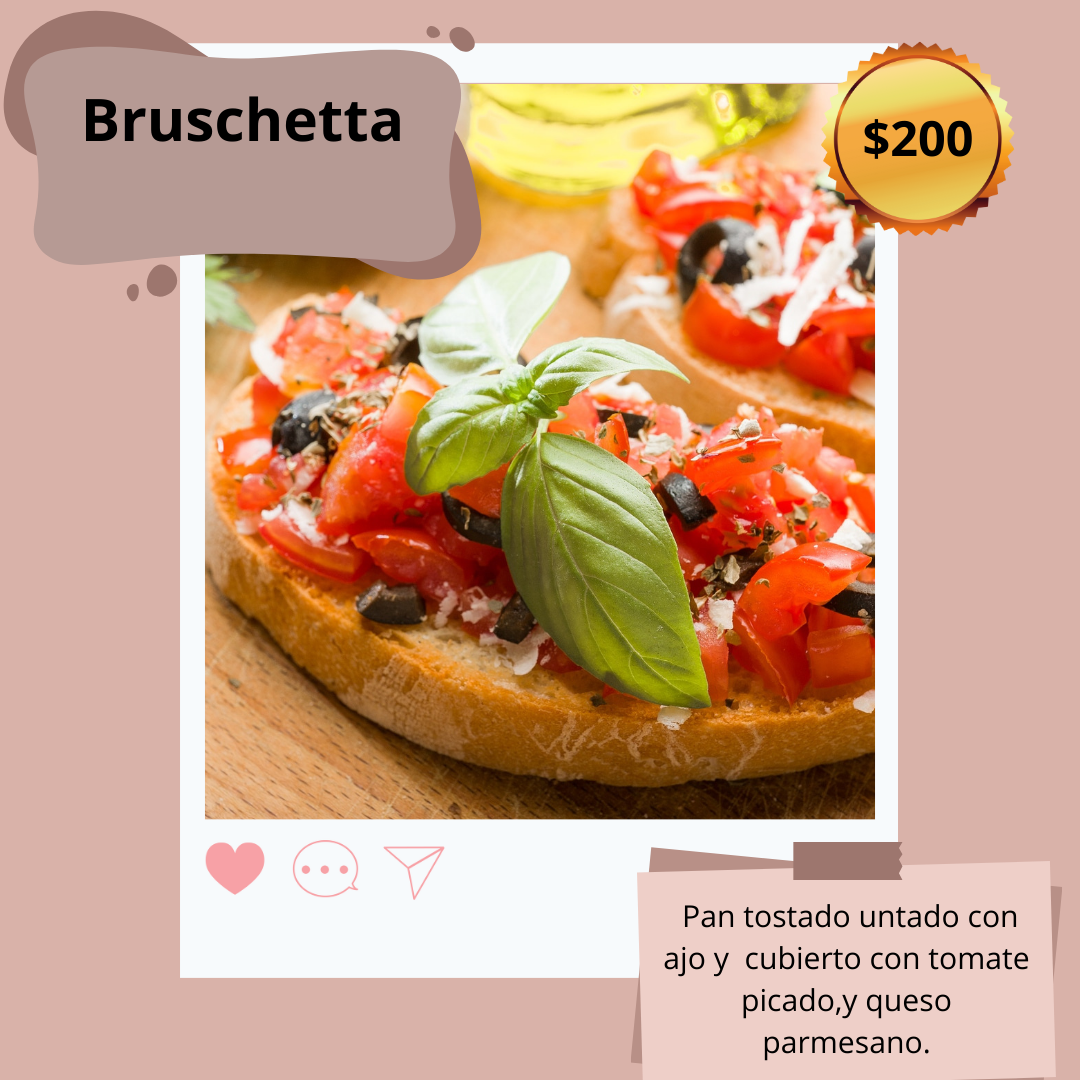 Bruschetta
$200
Pan tostado untado con
ajo y  cubierto con tomate
picado,y queso
parmesano.